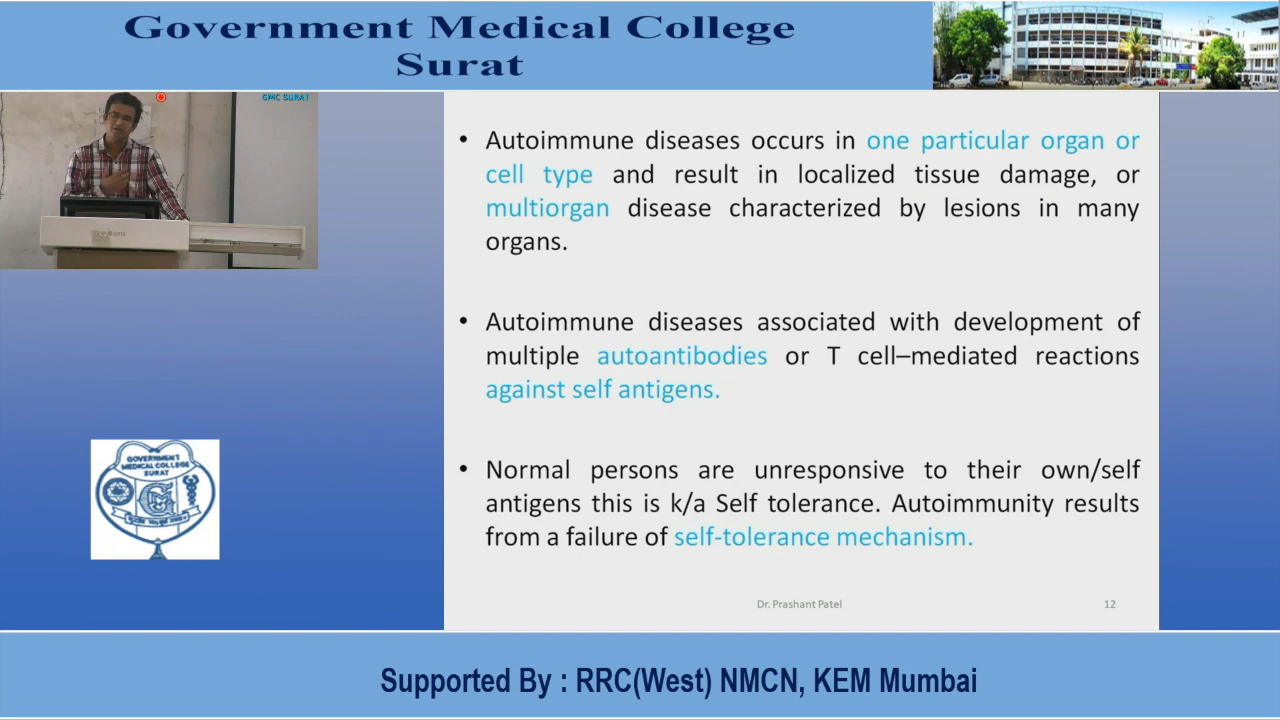 Government Medical College
Surat
GMC SURAT
• Autoimmune diseases occurs in one particular organ or
cell type and result in localized tissue damage, or
multiorgan disease characterized by lesions in many
organs.
• Autoimmune diseases associated with development of
multiple autoantibodies or T cell–mediated reactions
against self antigens.
• Normal persons are unresponsive to their own/self
antigens this is k/a Self tolerance. Autoimmunity results
from a failure of self-tolerance mechanism.
Dr. Prashant Patel
12
GOVERNMENT
MEDICAL COLLEGE
SURAT
Supported By : RRC(West) NMCN, KEM Mumbai